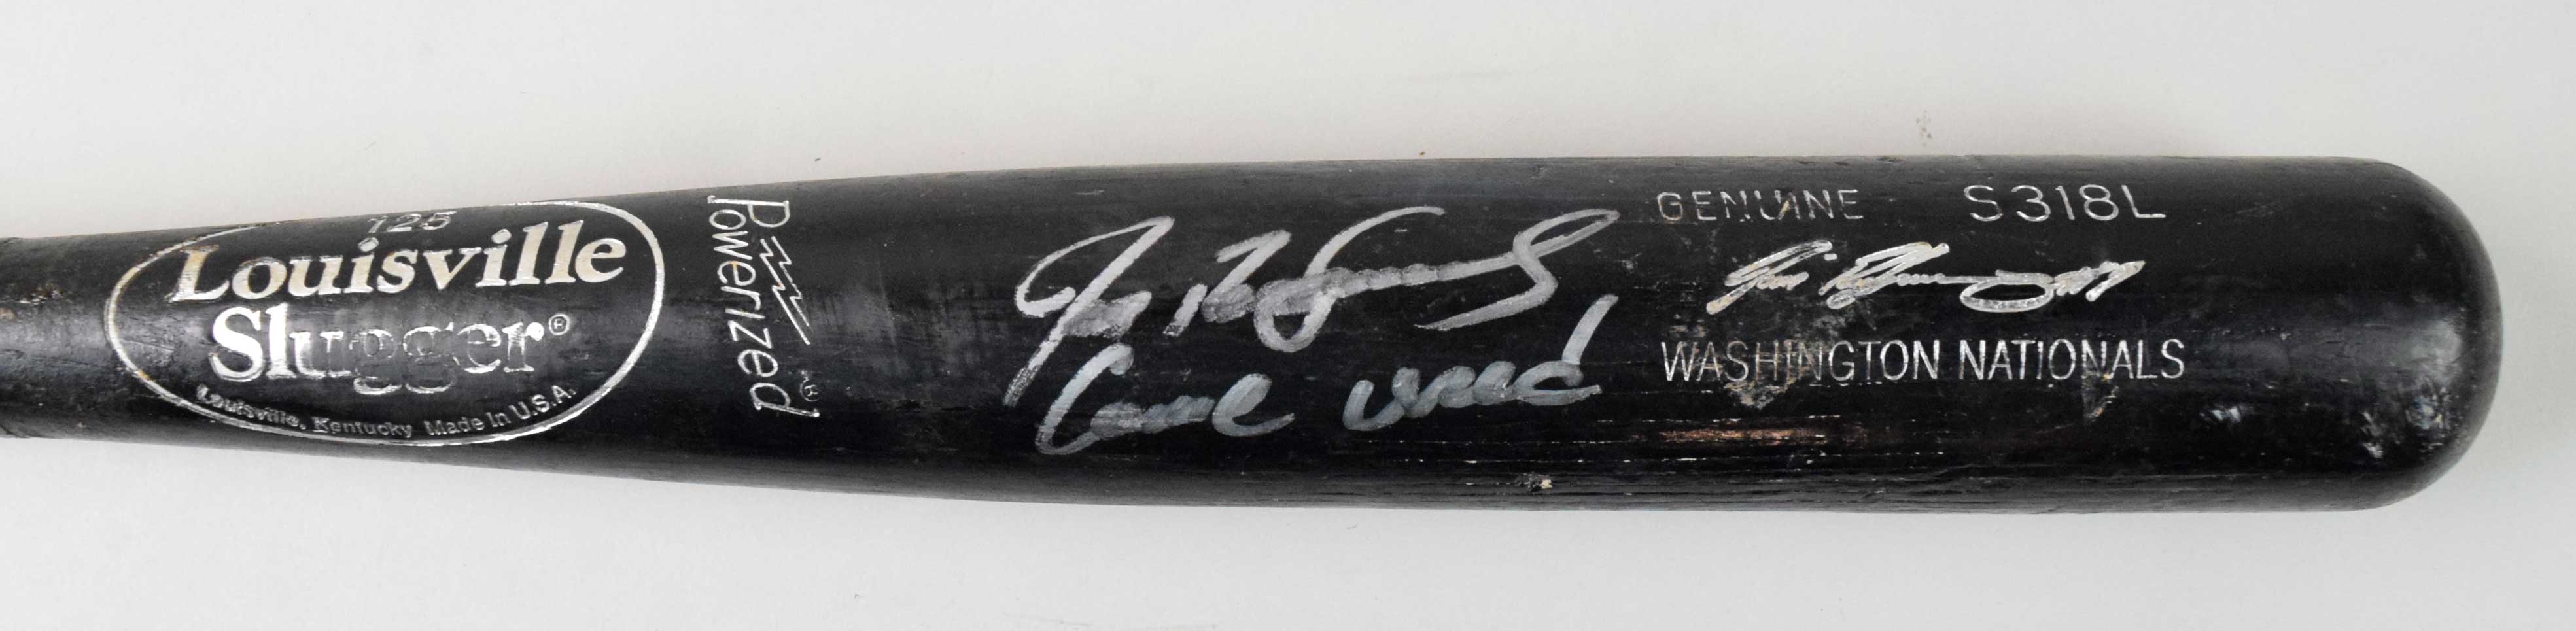 125
Louisville
Slugger®
Louisville, Kentucky Made in U.S.A.
Powerized
Game Used
GENUINE S318L
WASHINGTON NATIONALS